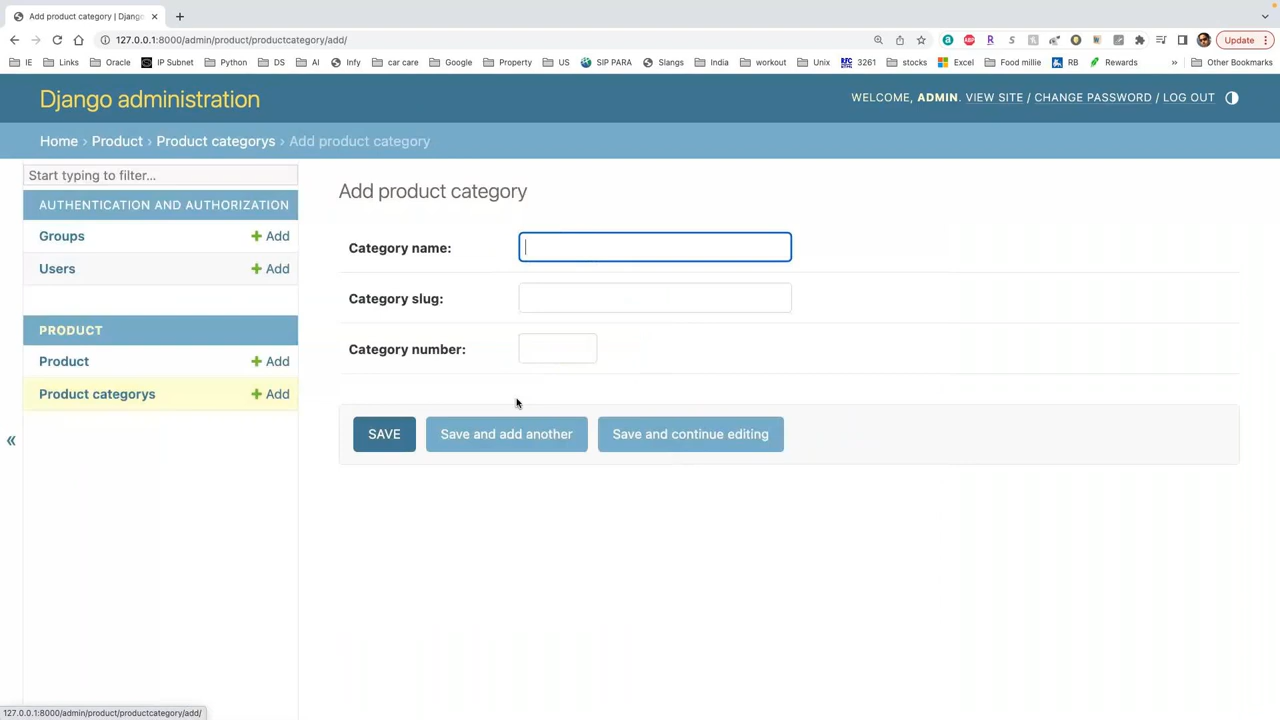 Add product category | Django
127.0.0.1:8000/admin/product/productcategory/add/
Update
IE Links Oracle IP Subnet Python DS AI Infy car care Google Property US SIP PARA Slangs India workout Unix 3261 stocks Excel Food millie RB Rewards » Other Bookmarks
Django administration
WELCOME, ADMIN. VIEW SITE / CHANGE PASSWORD / LOG OUT
Home › Product › Product categorys › Add product category
Start typing to filter...
AUTHENTICATION AND AUTHORIZATION
Groups + Add
Users + Add
PRODUCT
Product + Add
Product categorys + Add
«
Add product category
Category name:
Category slug:
Category number:
SAVE Save and add another Save and continue editing
127.0.0.1:8000/admin/product/productcategory/add/